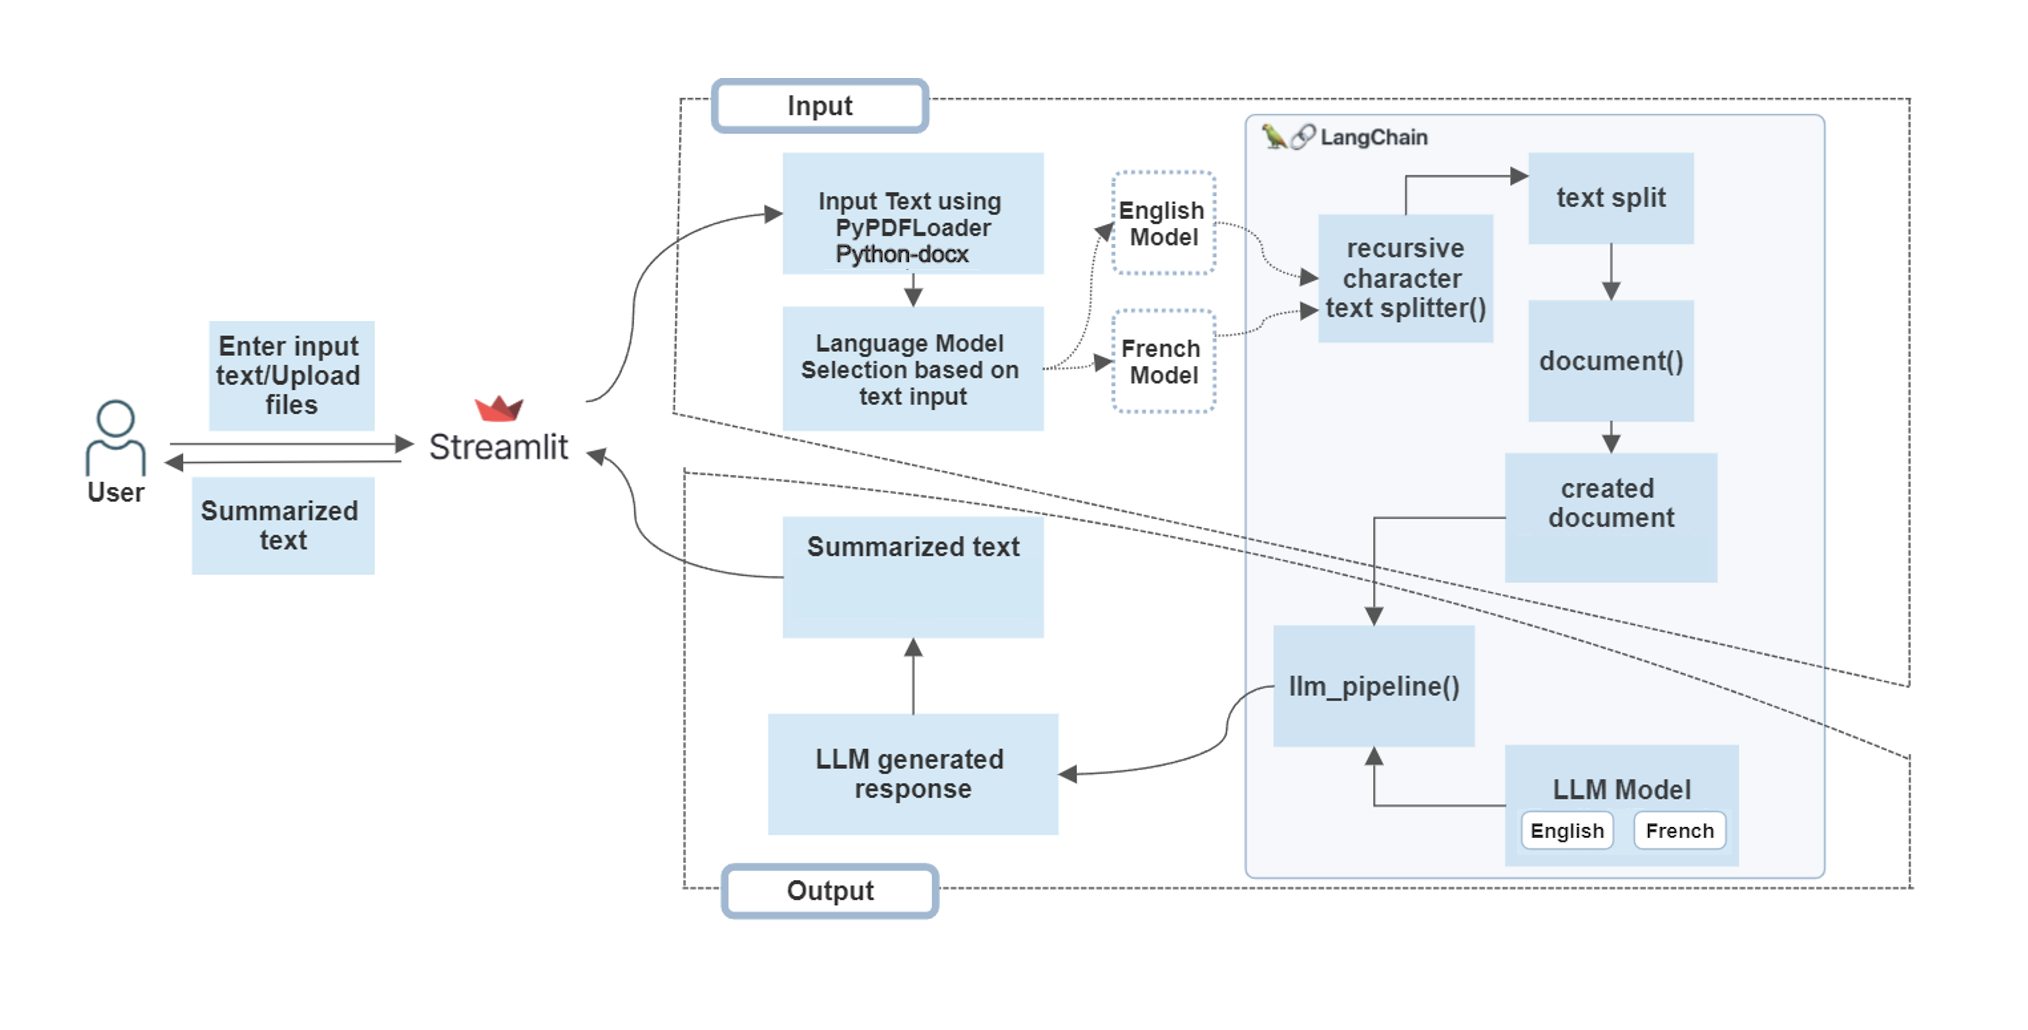 Input
LangChain
Input Text using
PyPDFLoader
Python-docx
English
Model
recursive
character
text splitter()
text split
Language Model
Selection based on
text input
French
Model
document()
Enter input
text/Upload
files
Streamlit
User
Summarized
text
created
document
Summarized text
llm_pipeline()
LLM generated
response
LLM Model
English
French
Output